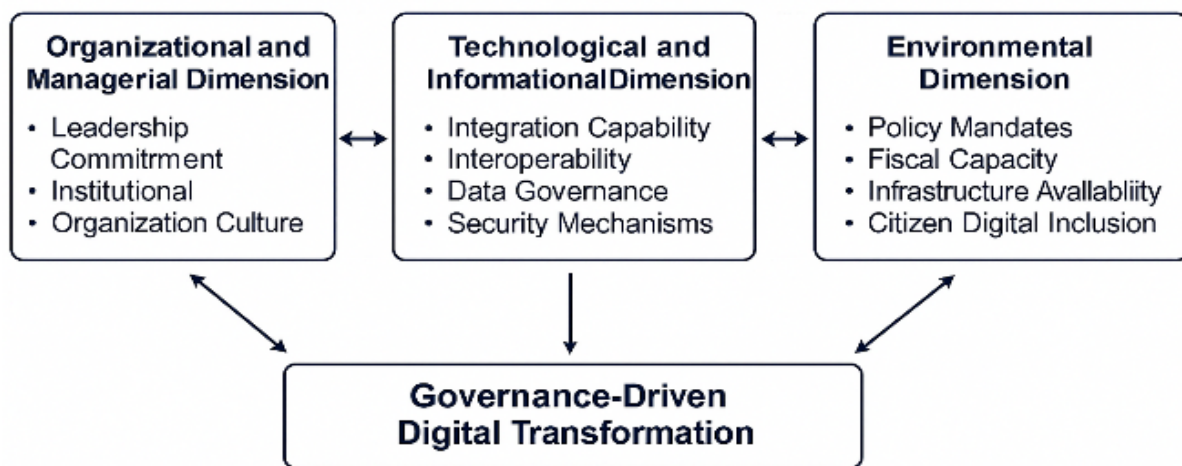 Organizational and
Managerial Dimension
• Leadership
Commitrment
• Institutional
• Organization Culture
Technological and
InformationalDimension
• Integration Capability
• Interoperability
• Data Governance
• Security Mechanisms
Environmental
Dimension
• Policy Mandates
• Fiscal Capacity
• Infrastructure Availabliity
• Citizen Digital Inclusion
Governance-Driven
Digital Transformation